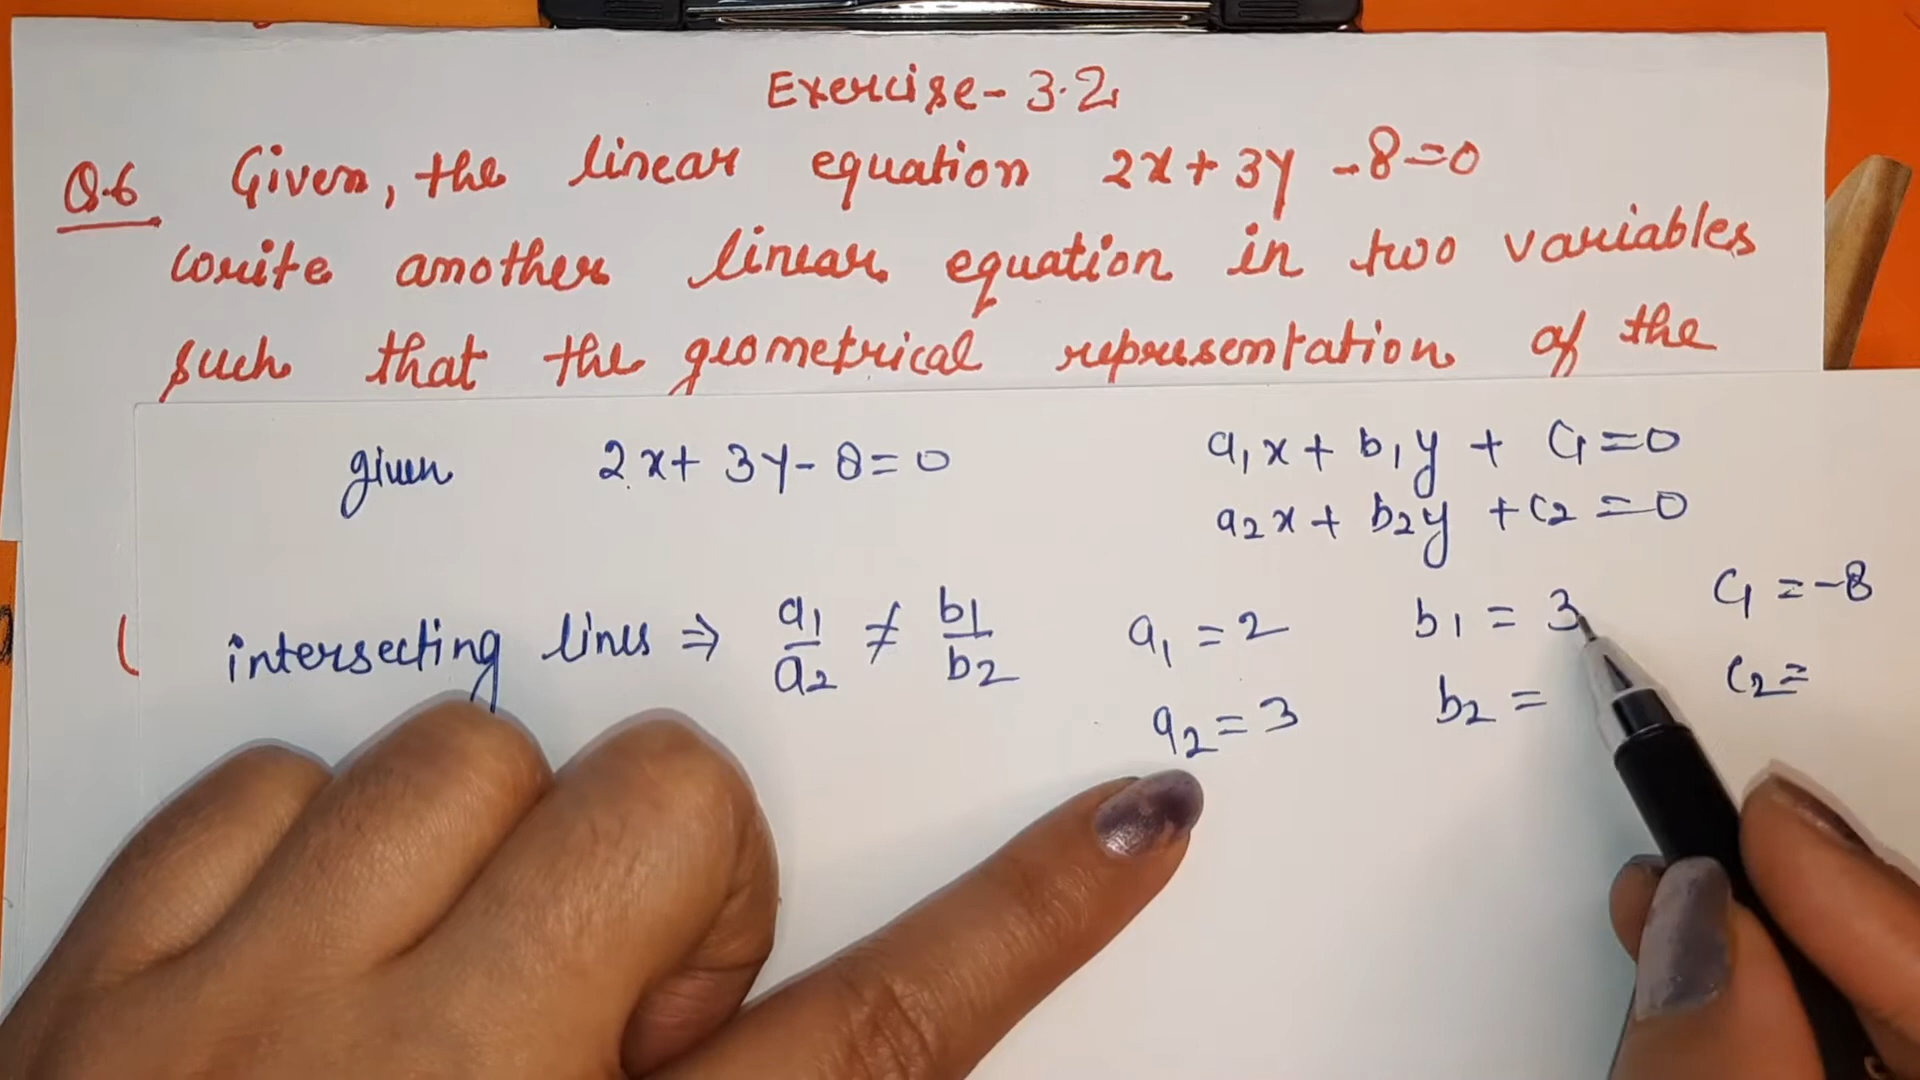 Exercise - 3.2
Q.6 Given, the linear equation 2x + 3y - 8 = 0
write another linear equation in two variables
such that the geometrical representation of the
given 2x + 3y - 8 = 0
a₁x + b₁y + c₁ = 0
a₂x + b₂y + c₂ = 0
intersecting lines ⇒ a₁/a₂ ≠ b₁/b₂
a₁ = 2 b₁ = 3 c₁ = -8
a₂ = 3 b₂ = c₂ =